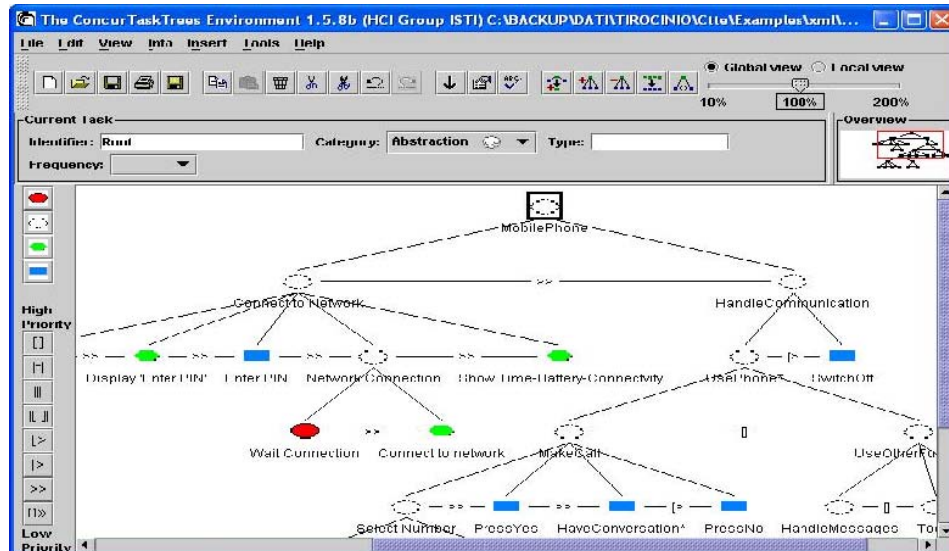 The ConcurTaskTrees Environment 1.5.8b (HCI Group ISTI) C:\BACKUP\DATI\TIROCINIO\Ctte\Examples\xml\...
File Edit View Info Insert Tools Help
Global view Local view
10% 100% 200%
Current Task
Overview
Identifier: Root Category: Abstraction Type:
Frequency:
MobilePhone
>>
Connect to Network HandleCommunication
High
Priority
[]
>> >> >> >> [>
Display 'Enter PIN' Enter PIN Network Connection Show Time-Battery-Connectivity UsePhone* SwitchOff
|=|
|||
|[ ]|
[>
>> []
Wait Connection Connect to network MakeCall
|>
>>
>> >> [> []
[]>>
Select Number PressYes HaveConversation* PressNo HandleMessages
Low
Priority